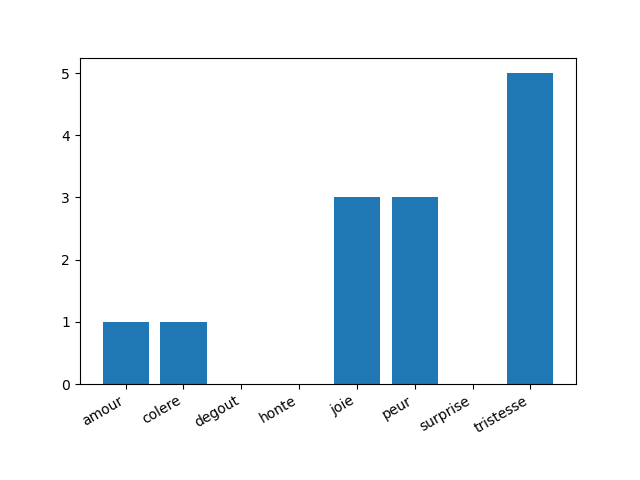 5
4
3
2
1
0
amour
colere
degout
honte
joie
peur
surprise
tristesse